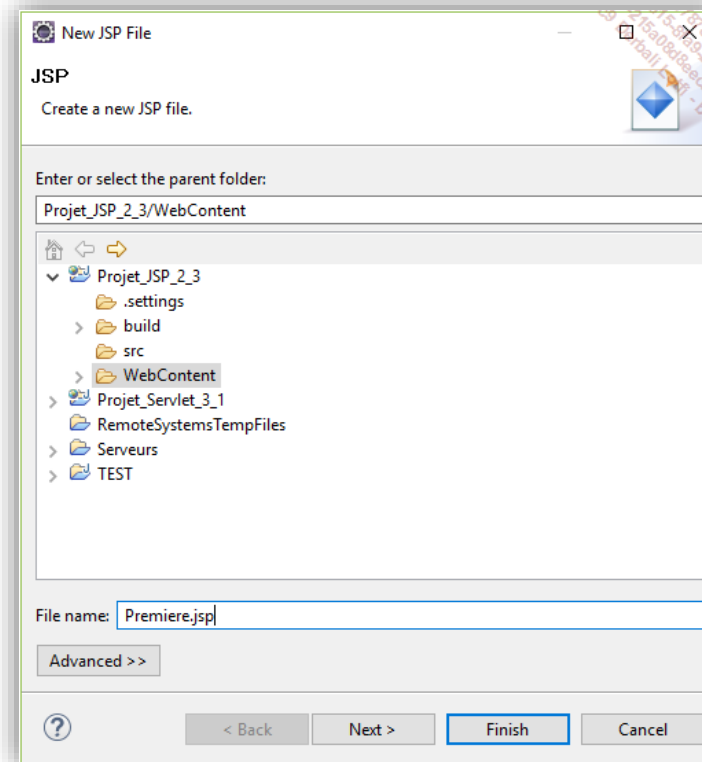 New JSP File
JSP
Create a new JSP file.
Enter or select the parent folder:
Projet_JSP_2_3/WebContent
Projet_JSP_2_3
.settings
build
src
WebContent
Projet_Servlet_3_1
RemoteSystemsTempFiles
Serveurs
TEST
File name: Premiere.jsp
Advanced >>
? < Back Next > Finish Cancel